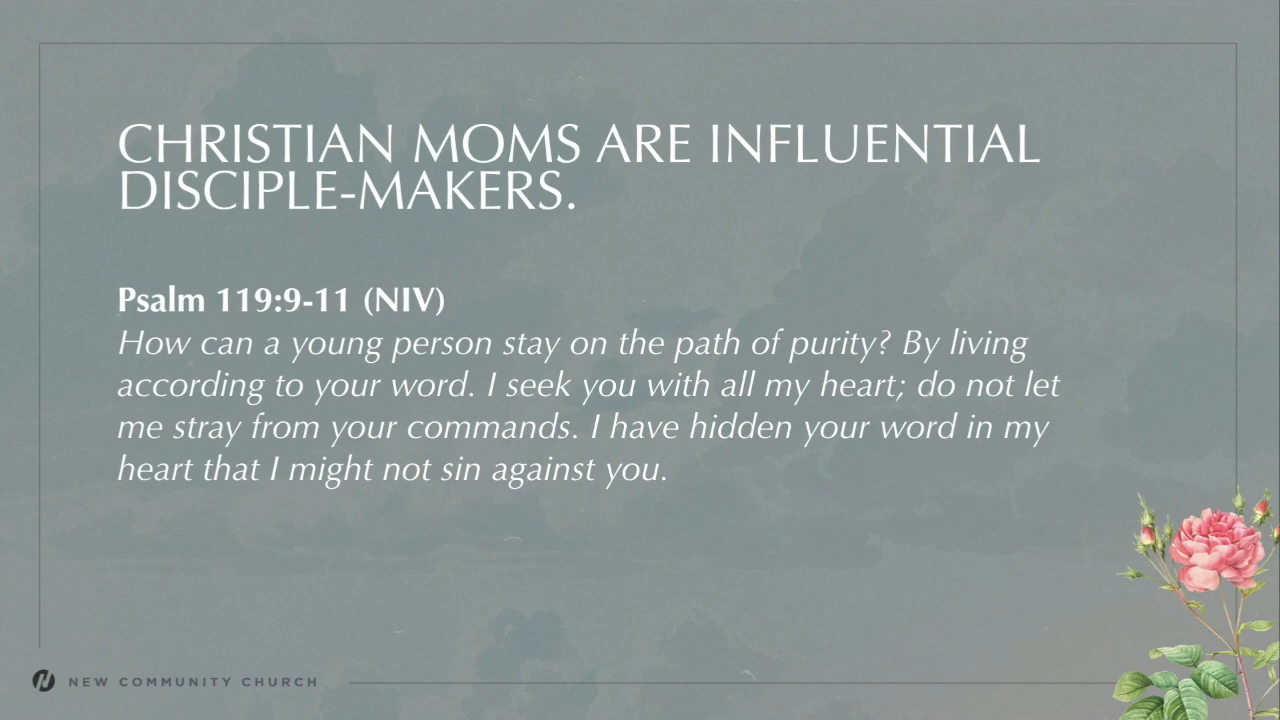 CHRISTIAN MOMS ARE INFLUENTIAL
DISCIPLE-MAKERS.
Psalm 119:9-11 (NIV)
How can a young person stay on the path of purity? By living
according to your word. I seek you with all my heart; do not let
me stray from your commands. I have hidden your word in my
heart that I might not sin against you.
NEW COMMUNITY CHURCH